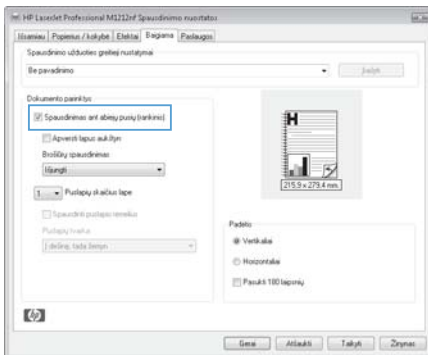 HP LaserJet Professional M1212nf Spausdinimo nuostatos
Išsamiau Popierius / kokybė Efektai Baigiama Paslaugos
Spausdinimo užduoties greitieji nustatymai
Be pavadinimo
Įrašyti
Dokumento parinktys
Spausdinimas ant abiejų pusių (rankinis)
Apversti lapus aukštyn
Brošiūrų spausdinimas
Išjungti
1 Puslapių skaičius lape
Spausdinti puslapio rėmelius
Puslapių tvarka
Į dešinę, tada žemyn
215,9 × 279,4 mm.
Padėtis
Vertikaliai
Horizontaliai
Pasukti 180 laipsnių
hp
Gerai Atšaukti Taikyti Žinynas